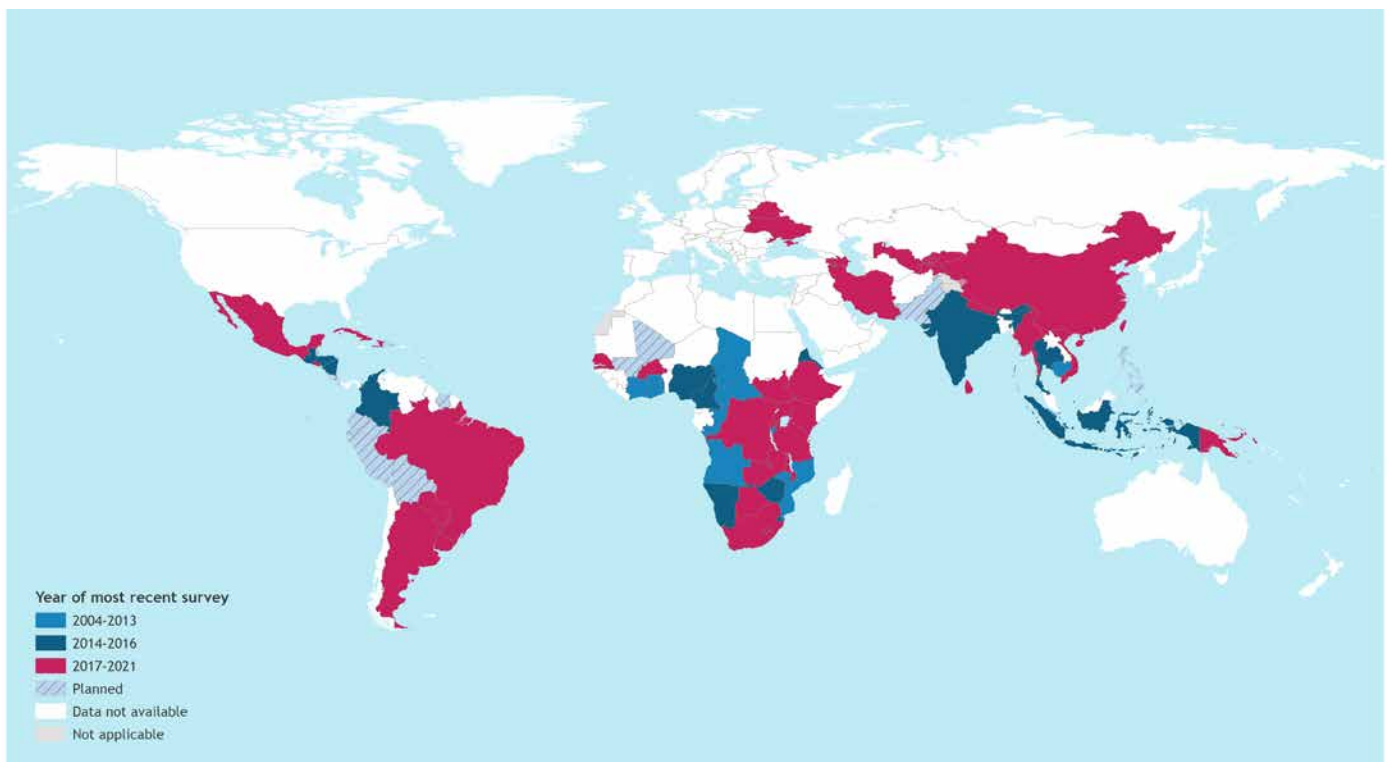 Year of most recent survey
2004-2013
2014-2016
2017-2021
Planned
Data not available
Not applicable